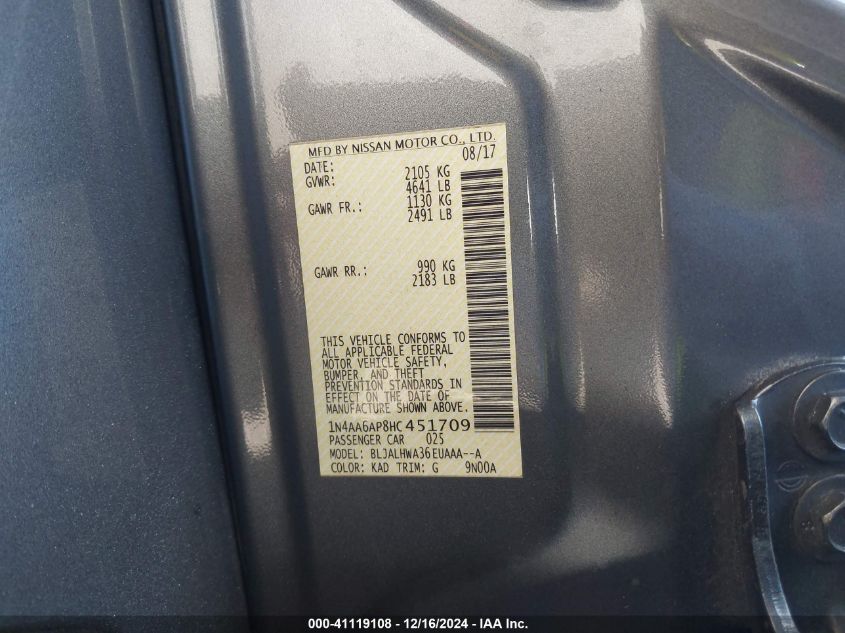 MFD BY NISSAN MOTOR CO., LTD.
DATE: 08/17
GVWR: 2105 KG
4641 LB
GAWR FR.: 1130 KG
2491 LB
GAWR RR.: 990 KG
2183 LB
THIS VEHICLE CONFORMS TO
ALL APPLICABLE FEDERAL
MOTOR VEHICLE SAFETY,
BUMPER, AND THEFT
PREVENTION STANDARDS IN
EFFECT ON THE DATE OF
MANUFACTURE SHOWN ABOVE.
1N4AA6AP8HC451709
PASSENGER CAR 025
MODEL: BLJALHWA36EUAAA--A
COLOR: KAD TRIM: G 9N00A
000-41119108 - 12/16/2024 - IAA Inc.